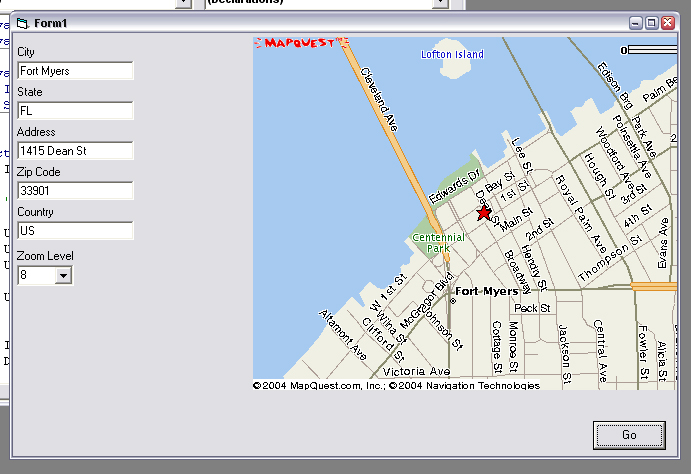 (Declarations)
Form1
City
Fort Myers
State
FL
Address
1415 Dean St
Zip Code
33901
Country
US
Zoom Level
8
MAPQUEST
Lofton Island
0
Cleveland Ave
Edison Brg
Palm Be
Poinsettia Ave
Parkin Ave
Woodford Ave
Hough St
Lee St
2
Edwards Dr
Bay St
1st St
Dean St
3rd St
4th St
Royal Palm Ave
Main St
2nd St
Thompson St
Evans Ave
Centennial
Park
Hendry St
Broadway
W 1st St
McGregor Blvd
Fort Myers
Peck St
Wilna St
Johnson St
Clifford St
Altamont Ave
Cottage St
Monroe St
Jackson St
Central Ave
Fowler St
Alicia St
Victoria Ave
©2004 MapQuest.com, Inc.; ©2004 Navigation Technologies
Go